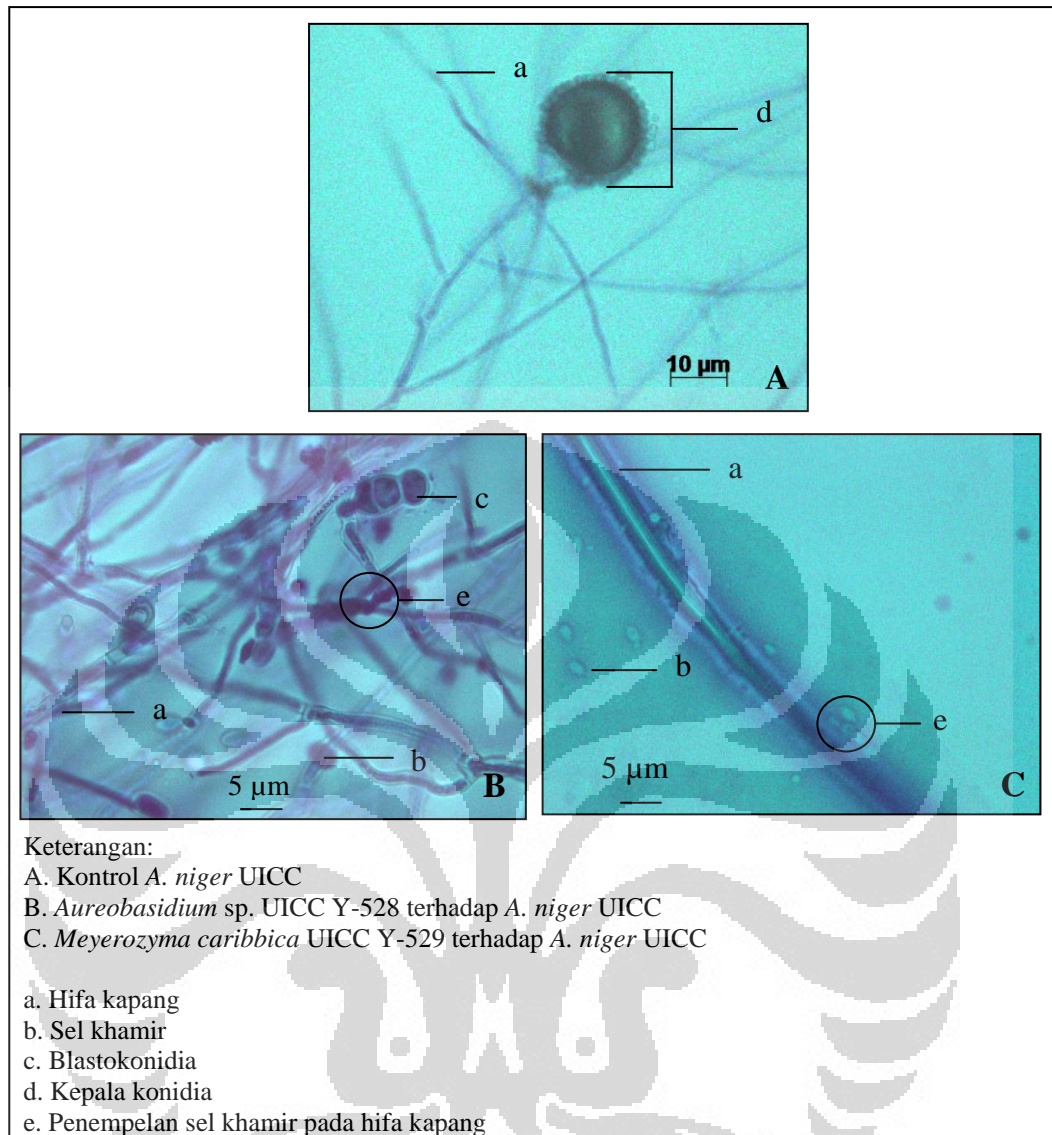 a
d
10 µm
A
c
e
a
b
5 µm
B
a
b
e
5 µm
C
Keterangan:
A. Kontrol A. niger UICC
B. Aureobasidium sp. UICC Y-528 terhadap A. niger UICC
C. Meyerozyma caribbica UICC Y-529 terhadap A. niger UICC
a. Hifa kapang
b. Sel khamir
c. Blastokonidia
d. Kepala konidia
e. Penempelan sel khamir pada hifa kapang